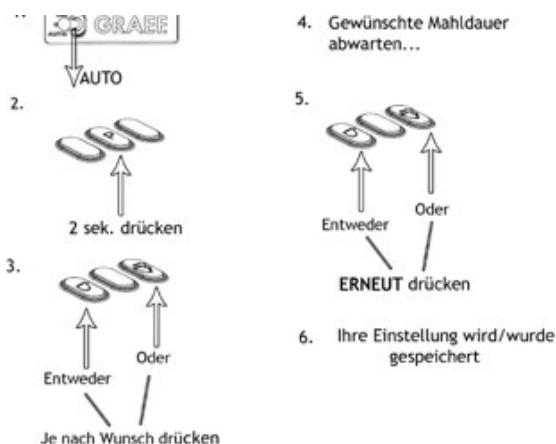 AUTO
GRAEF
AUTO
2.
P
2 sek. drücken
3.
Entweder
Oder
Je nach Wunsch drücken
4. Gewünschte Mahldauer
abwarten...
5.
Entweder
Oder
ERNEUT drücken
6. Ihre Einstellung wird/wurde
gespeichert